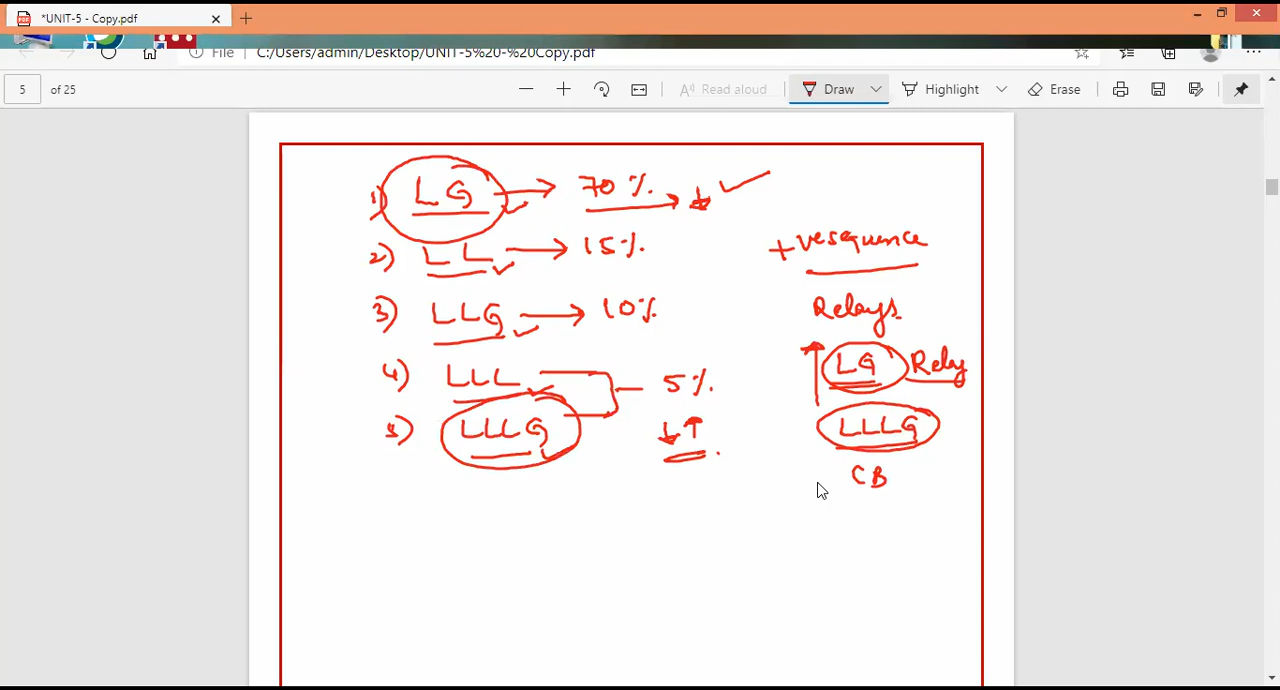 *UNIT-5 - Copy.pdf
File C:/Users/admin/Desktop/UNIT-5%20-%20Copy.pdf
5 of 25
Read aloud
Draw
Highlight
Erase
1) LG → 70 %. → ↓
2) LL → 15 %.
3) LLG → 10 %.
4) LLL
5 %.
5) LLLG
↓↑
+vesequence
Relays
↑ LG Relay
LLLG
CB